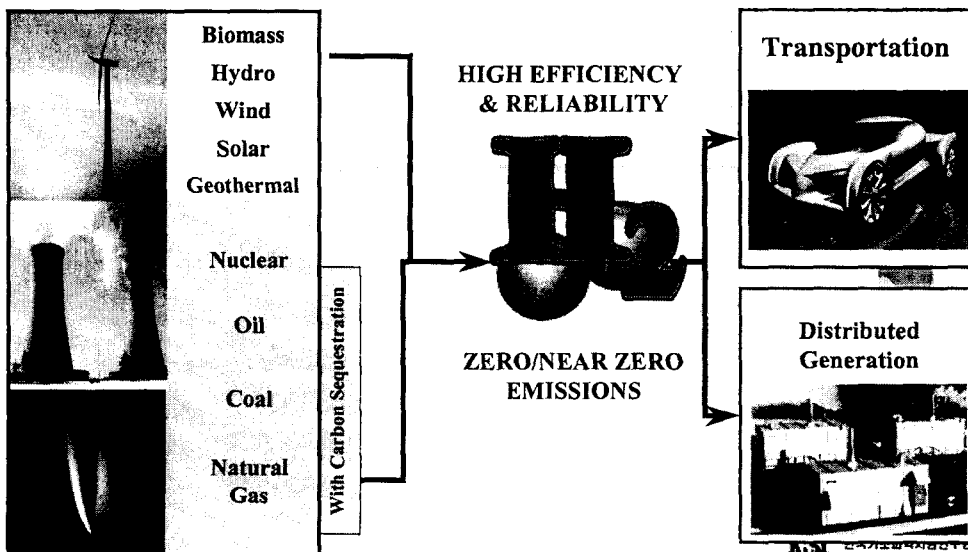 Biomass
Hydro
Wind
Solar
Geothermal
Nuclear
Oil
Coal
Natural
Gas
With Carbon Sequestration
HIGH EFFICIENCY
& RELIABILITY
ZERO/NEAR ZERO
EMISSIONS
Transportation
Distributed
Generation